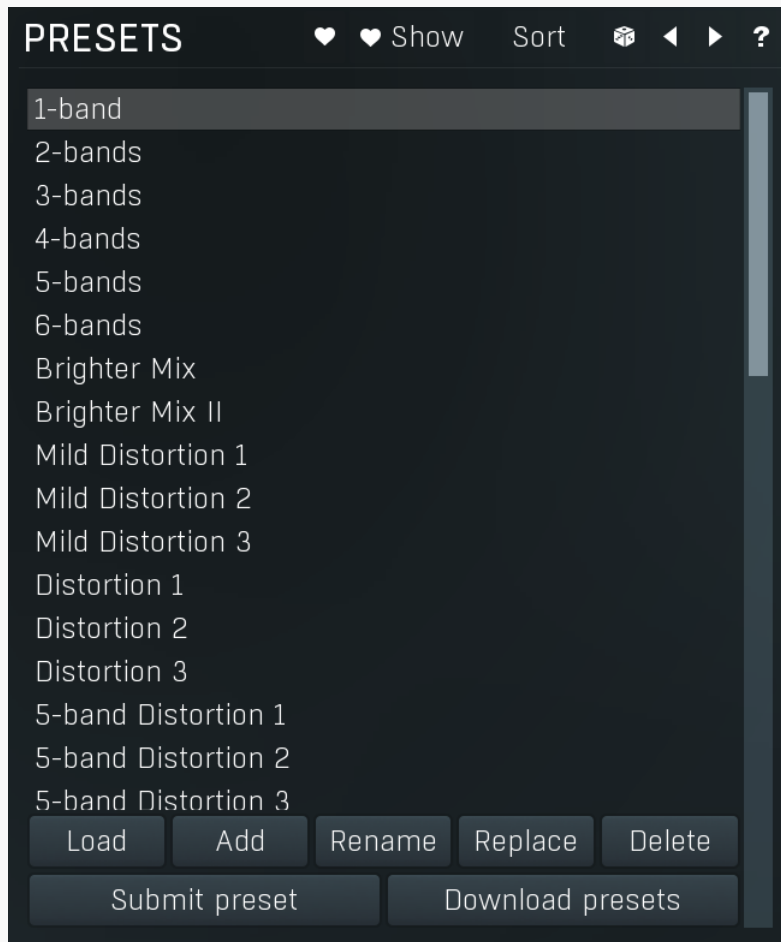 PRESETS Show Sort ?
1-band
2-bands
3-bands
4-bands
5-bands
6-bands
Brighter Mix
Brighter Mix II
Mild Distortion 1
Mild Distortion 2
Mild Distortion 3
Distortion 1
Distortion 2
Distortion 3
5-band Distortion 1
5-band Distortion 2
5-band Distortion 3
Load Add Rename Replace Delete
Submit preset Download presets